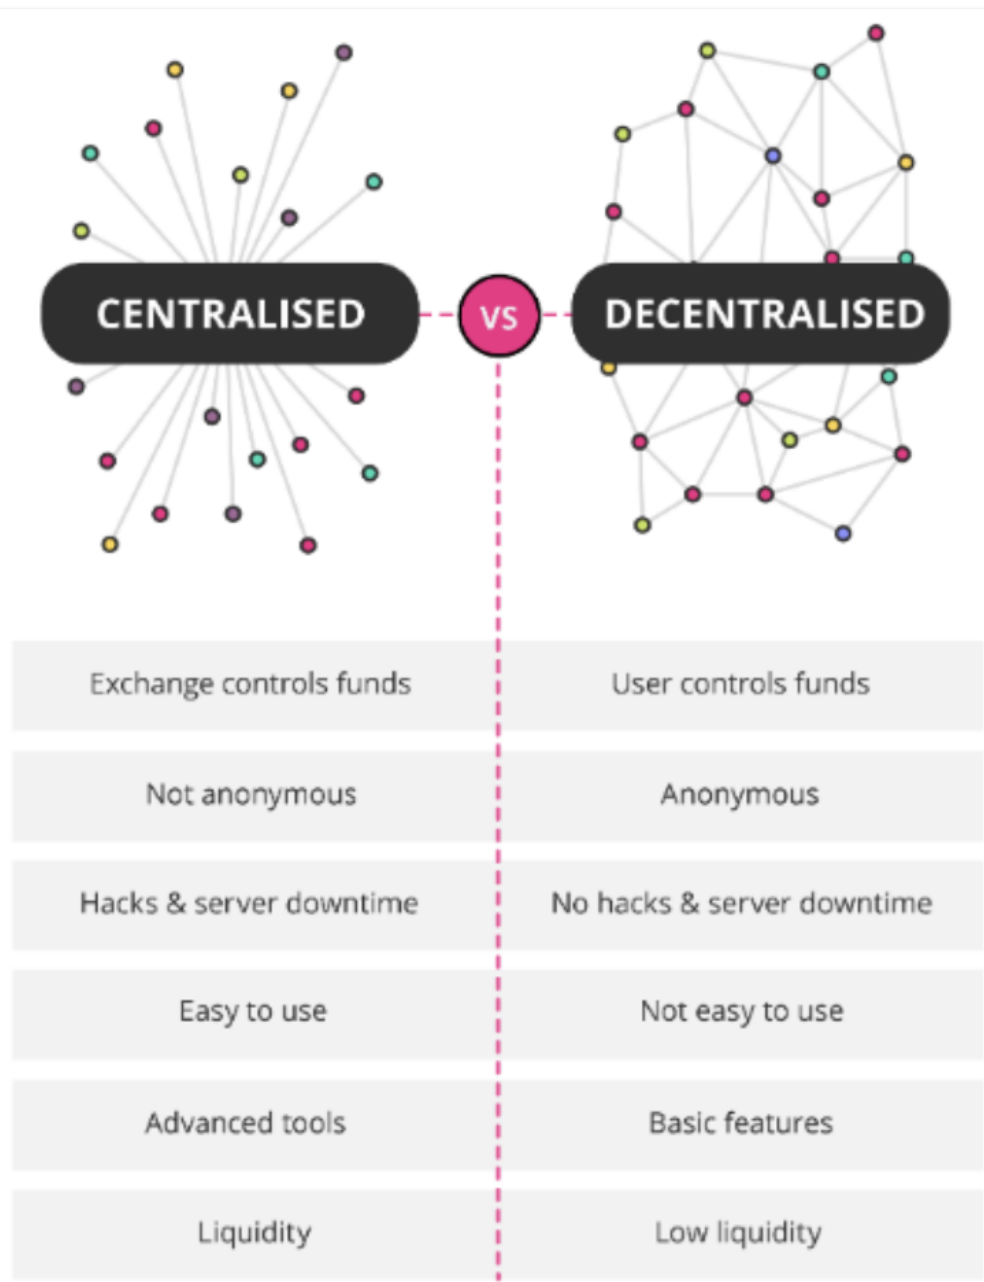 CENTRALISED
VS
DECENTRALISED
Exchange controls funds
User controls funds
Not anonymous
Anonymous
Hacks & server downtime
No hacks & server downtime
Easy to use
Not easy to use
Advanced tools
Basic features
Liquidity
Low liquidity